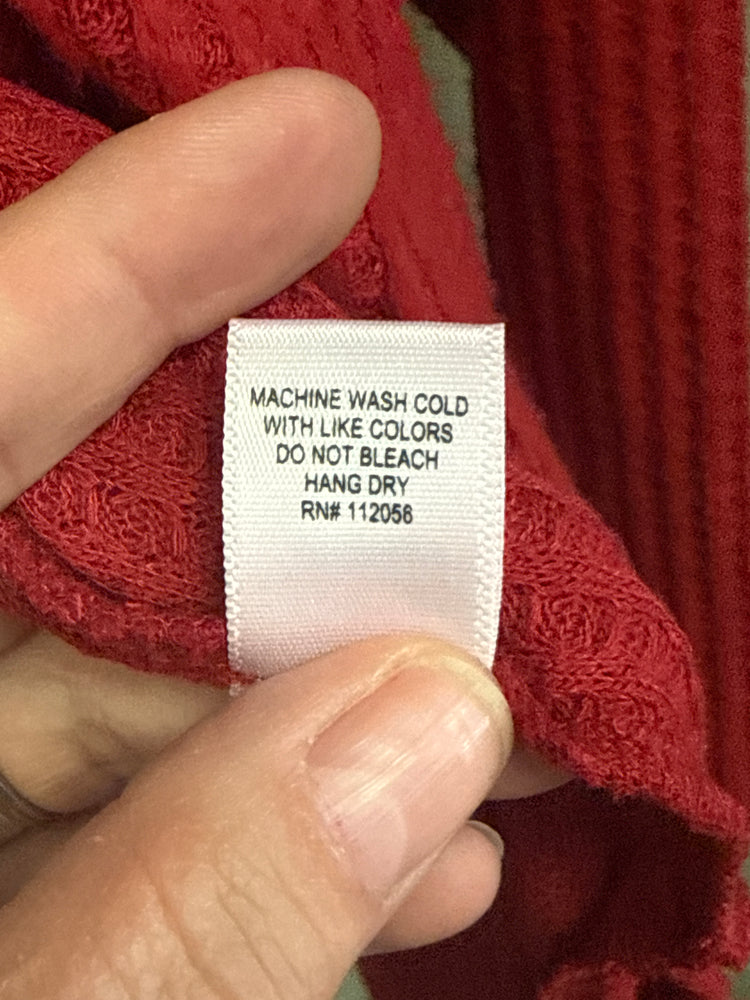 MACHINE WASH COLD
WITH LIKE COLORS
DO NOT BLEACH
HANG DRY
RN# 112056